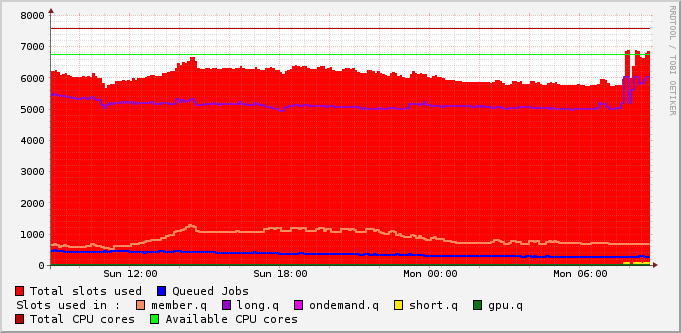 8000
7000
6000
5000
4000
3000
2000
1000
0
Sun 12:00 Sun 18:00 Mon 00:00 Mon 06:00
Total slots used Queued Jobs
Slots used in : member.q long.q ondemand.q short.q gpu.q
Total CPU cores Available CPU cores
RRDTOOL / TOBI OETIKER